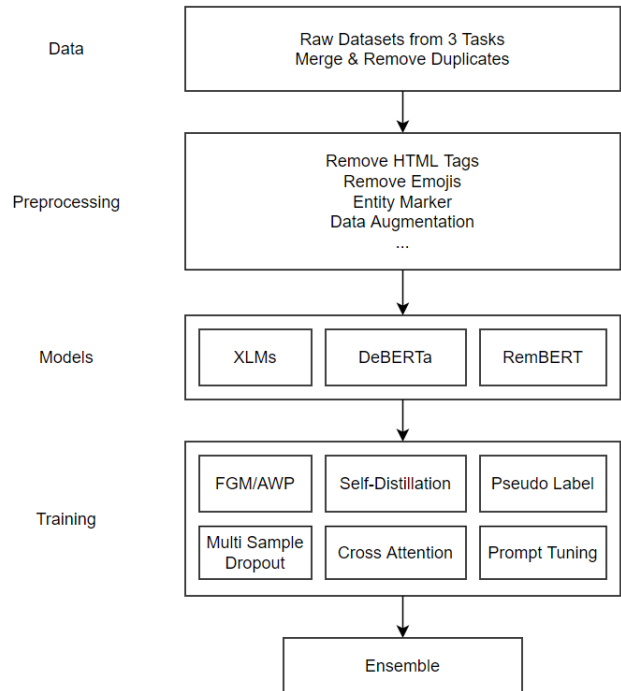 Data
Raw Datasets from 3 Tasks
Merge & Remove Duplicates
Preprocessing
Remove HTML Tags
Remove Emojis
Entity Marker
Data Augmentation
...
Models
XLMs
DeBERTa
RemBERT
Training
FGM/AWP
Self-Distillation
Pseudo Label
Multi Sample
Dropout
Cross Attention
Prompt Tuning
Ensemble